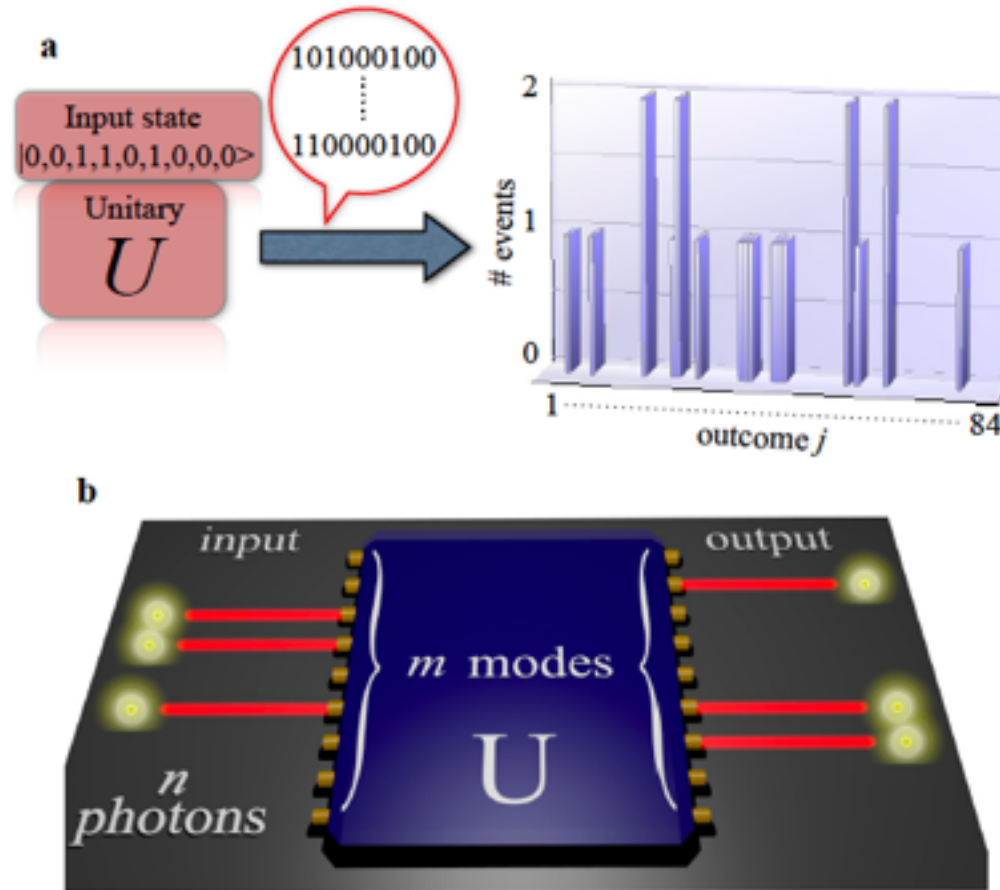 a
Input state
|0,0,1,1,0,1,0,0,0>
Unitary
U
101000100
110000100
# events
2
1
0
1
84
outcome j
b
input
output
m modes
U
n
photons